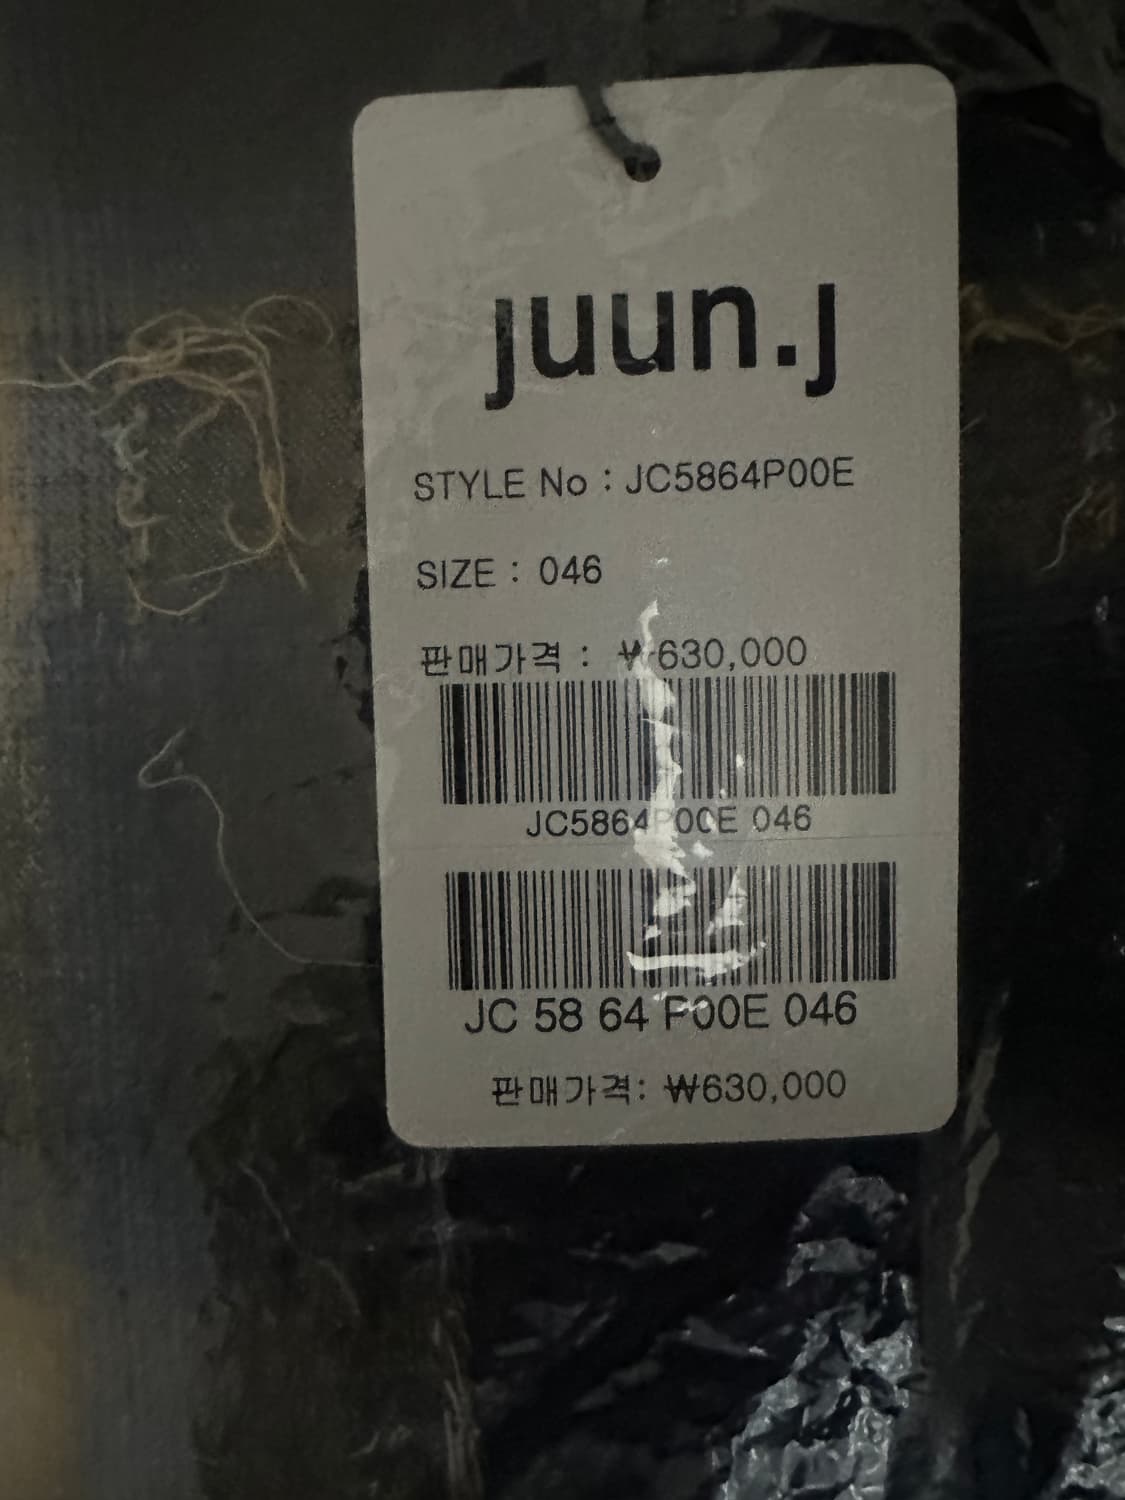 juun.j
STYLE No : JC5864P00E
SIZE : 046
판매가격 : ₩630,000
JC5864P00E 046
JC 58 64 P00E 046
판매가격: ₩630,000